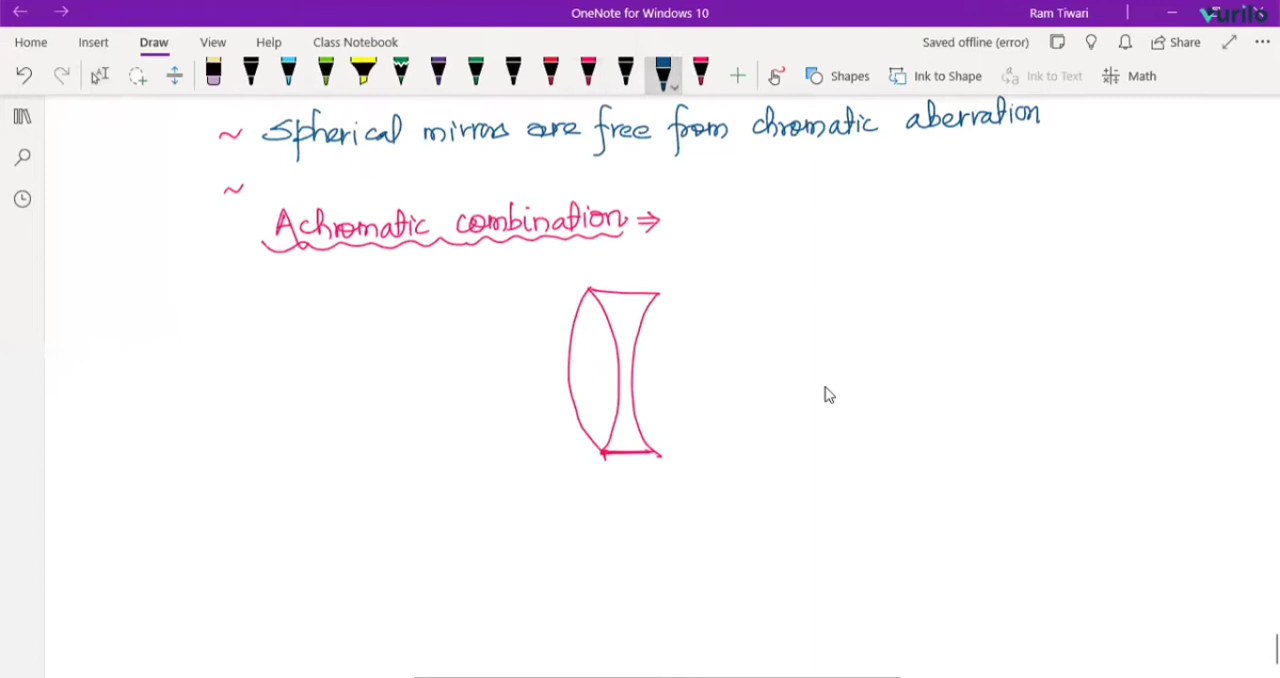 OneNote for Windows 10
Ram Tiwari
vurilo
Home Insert Draw View Help Class Notebook
Saved offline (error) Share
Shapes Ink to Shape Ink to Text Math
~ Spherical mirrors are free from chromatic aberration
~
Achromatic combination ⇒